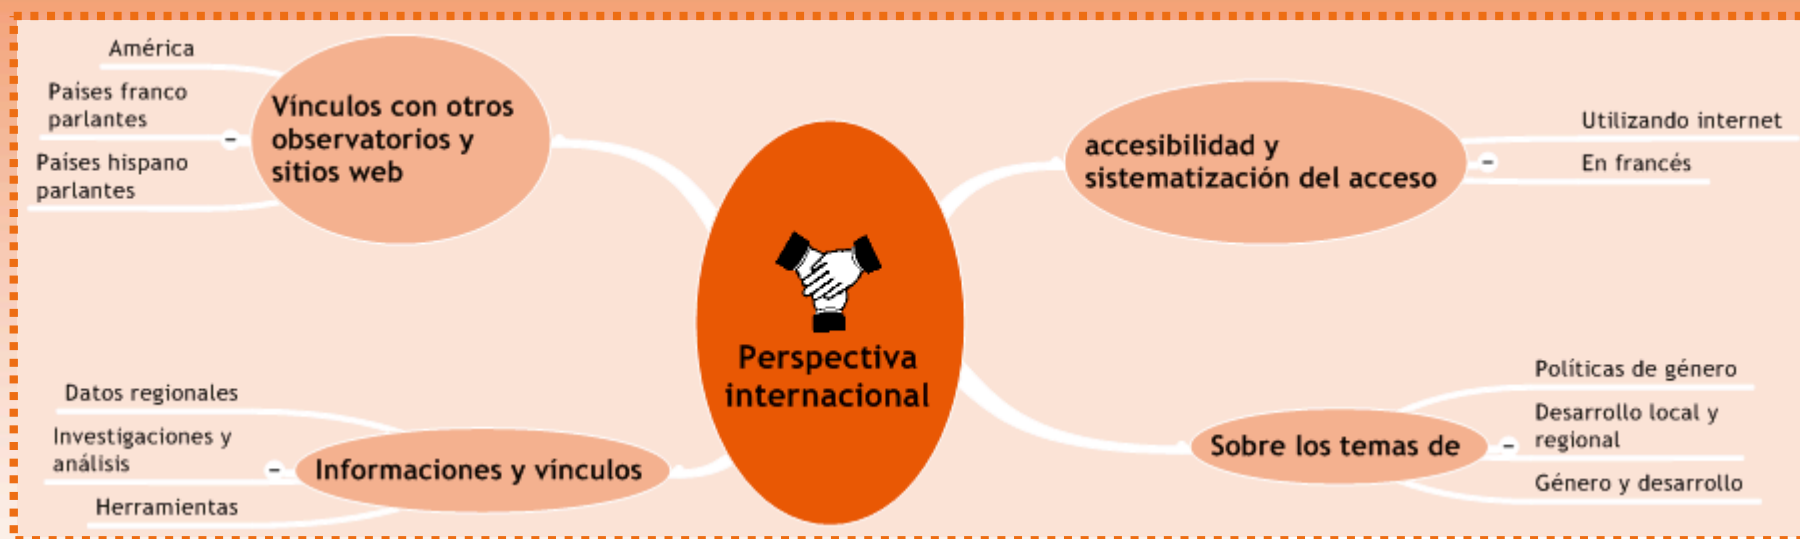 América
Países franco
parlantes
Países hispano
parlantes
Vínculos con otros
observatorios y
sitios web
accesibilidad y
sistematización del acceso
Utilizando internet
En francés
Perspectiva
internacional
Datos regionales
Investigaciones y
análisis
Herramientas
Informaciones y vínculos
Sobre los temas de
Políticas de género
Desarrollo local y
regional
Género y desarrollo